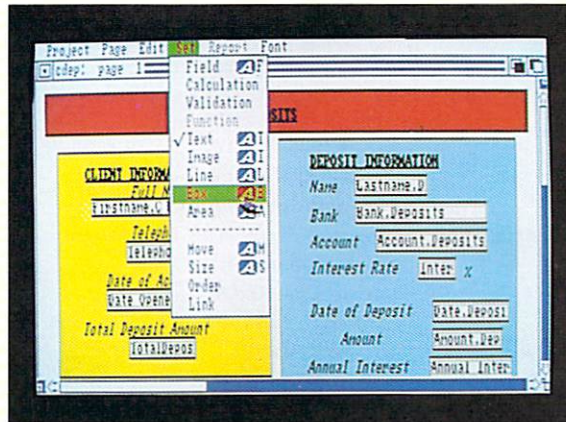 Project Page Edit Set Report Font
cdep: page 1
Field F
Calculation
Validation
Function
✓Text
Image I
Line L
Box B
Area A
Move M
Size S
Order
Link
CLIENT INFORMA
Full N
Firstname.C
Teleph
Telepho
Date of Ac
Date Opene
Total Deposit Amount
TotalDepos
SITS
DEPOSIT INFORMATION
Name Lastname.D
Bank Bank.Deposits
Account Account.Deposits
Interest Rate Inter %
Date of Deposit Date.Deposi
Amount Amount.Dep
Annual Interest Annual Inter